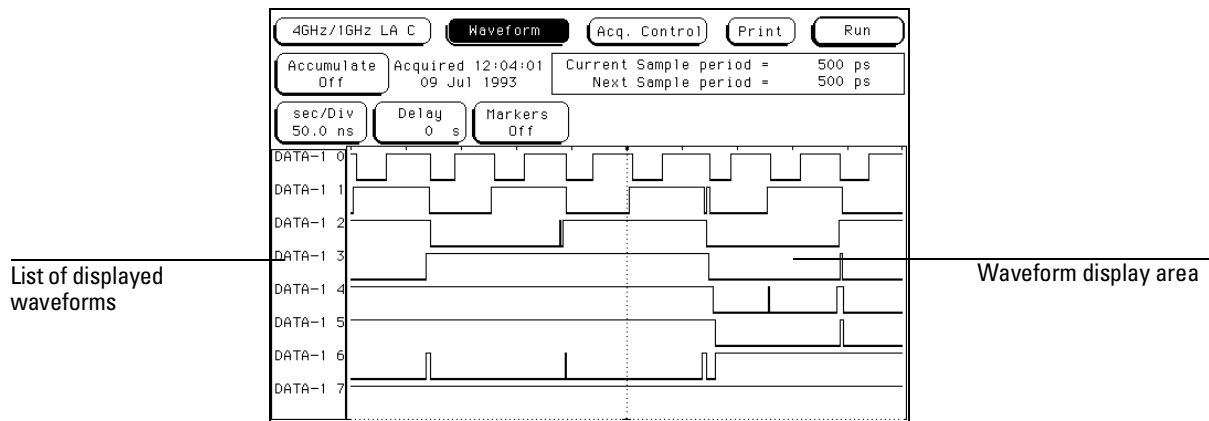 4GHz/1GHz LA C Waveform Acq. Control Print Run
Accumulate Off Acquired 12:04:01 09 Jul 1993 Current Sample period = 500 ps
Next Sample period = 500 ps
sec/Div 50.0 ns Delay 0 s Markers Off
DATA-1 0
DATA-1 1
DATA-1 2
DATA-1 3
DATA-1 4
DATA-1 5
DATA-1 6
DATA-1 7
List of displayed
waveforms
Waveform display area